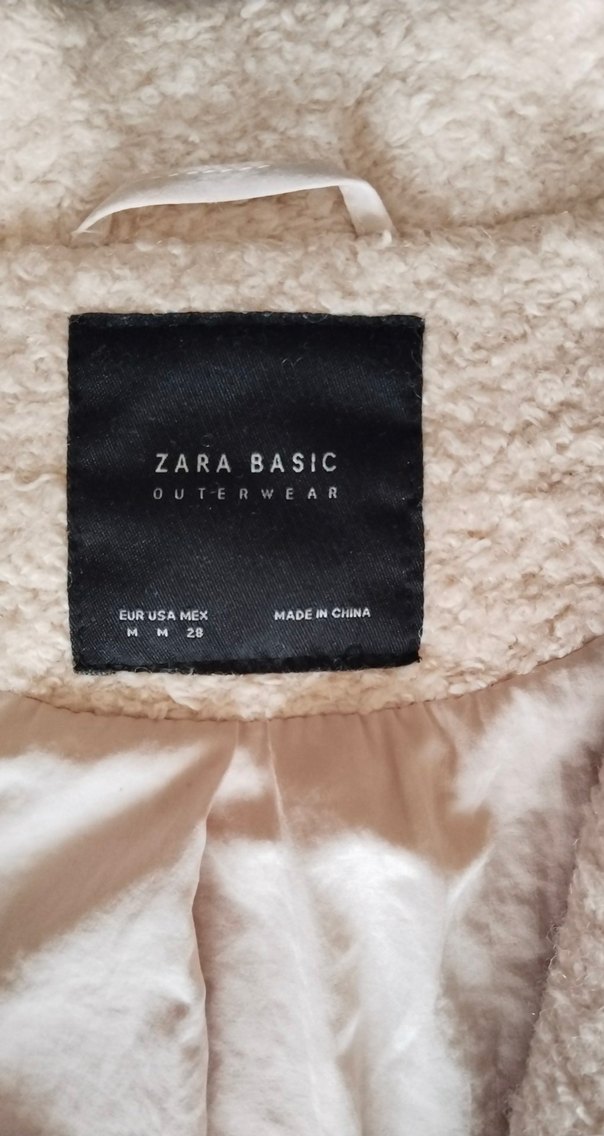 ZARA BASIC
OUTERWEAR
EUR USA MEX
M M 28
MADE IN CHINA